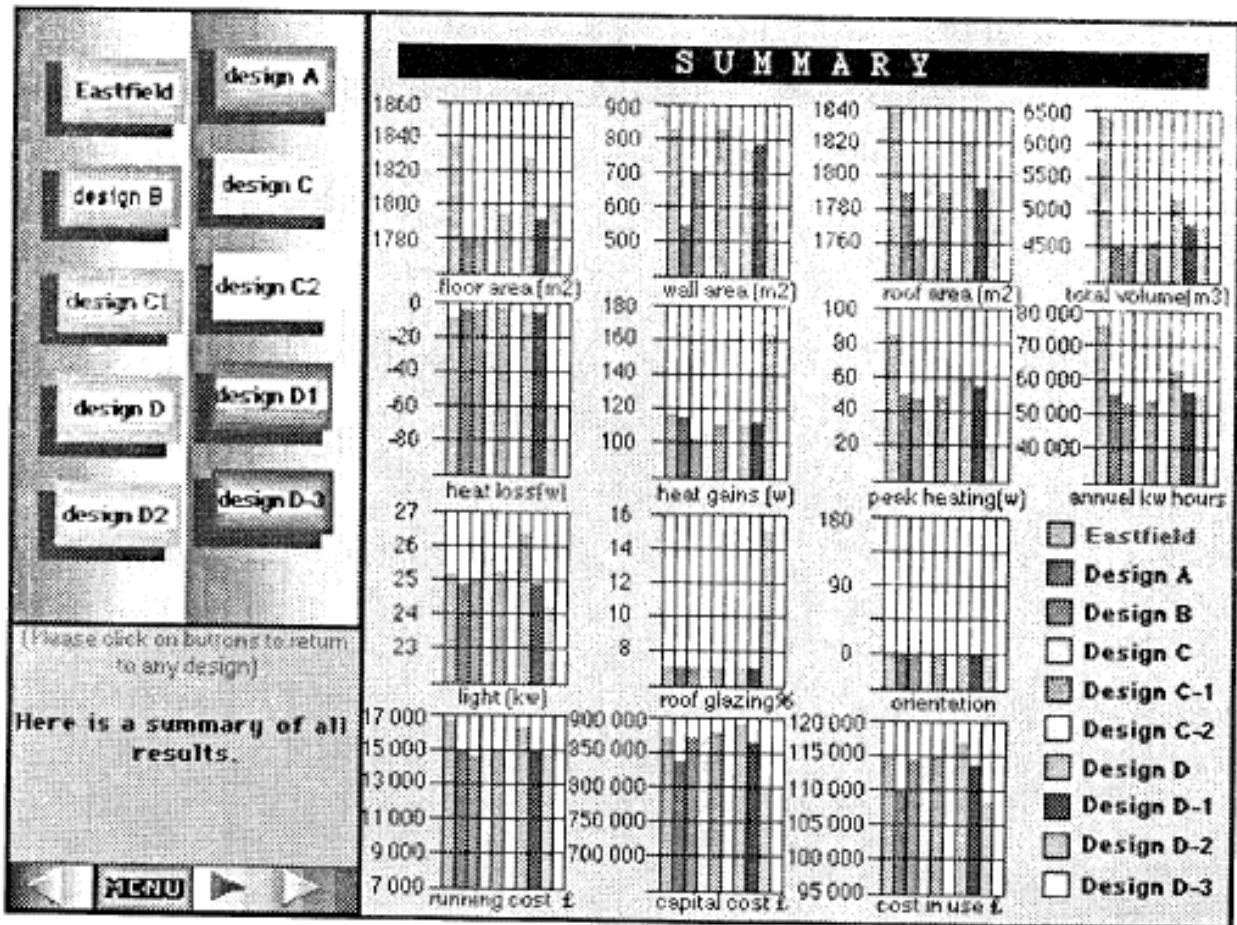 SUMMARY
Eastfield
design A
design B
design C
design C1
design C2
design D
design D1
design D2
design D-3
(Please click on buttons to return
to any design)
Here is a summary of all
results.
MENU
1860
1840
1820
1800
1780
floor area (m2)
900
800
700
600
500
wall area (m2)
1840
1820
1800
1780
1760
roof area (m2)
6500
6000
5500
5000
4500
total volume(m3)
0
-20
-40
-60
-80
heat loss(w)
180
160
140
120
100
heat gains (w)
100
80
60
40
20
peak heating(w)
80 000
70 000
60 000
50 000
40 000
annual kw hours
27
26
25
24
23
light (kw)
16
14
12
10
8
roof glazing%
180
90
0
orientation
Eastfield
Design A
Design B
Design C
Design C-1
Design C-2
Design D
Design D-1
Design D-2
Design D-3
17 000
15 000
13 000
11 000
9 000
7 000
running cost £
900 000
850 000
800 000
750 000
700 000
capital cost £
120 000
115 000
110 000
105 000
100 000
95 000
cost in use £